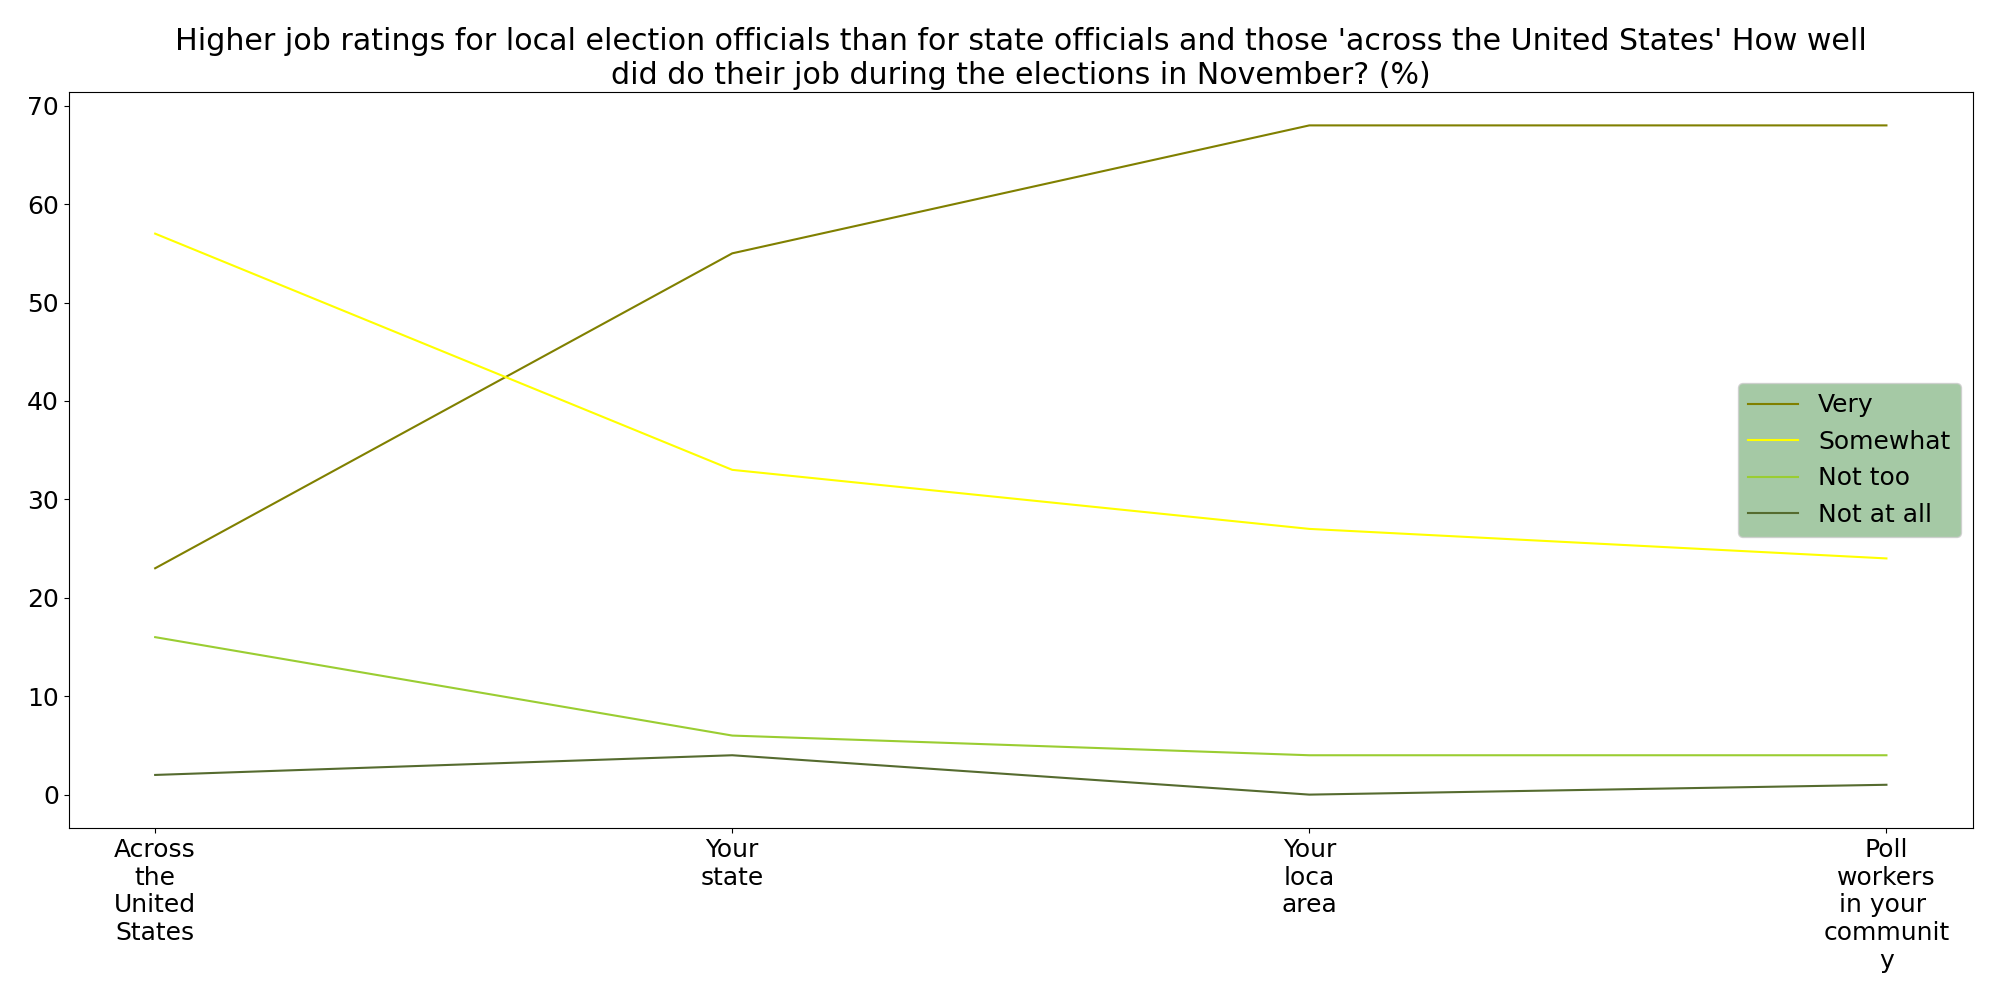 Higher job ratings for local election officials than for state officials and those 'across the United States' How well
did do their job during the elections in November? (%)
70
60
50
40
30
20
10
0
Very
Somewhat
Not too
Not at all
Across
the
United
States
Your
state
Your
loca
area
Poll
workers
in your
communit
y